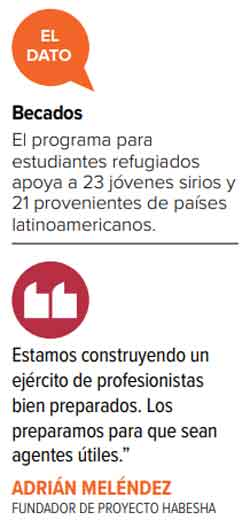 EL
DATO
Becados
El programa para
estudiantes refugiados
apoya a 23 jóvenes sirios y
21 provenientes de países
latinoamericanos.
Estamos construyendo un
ejército de profesionistas
bien preparados. Los
preparamos para que sean
agentes útiles.”
ADRIÁN MELÉNDEZ
FUNDADOR DE PROYECTO HABESHA